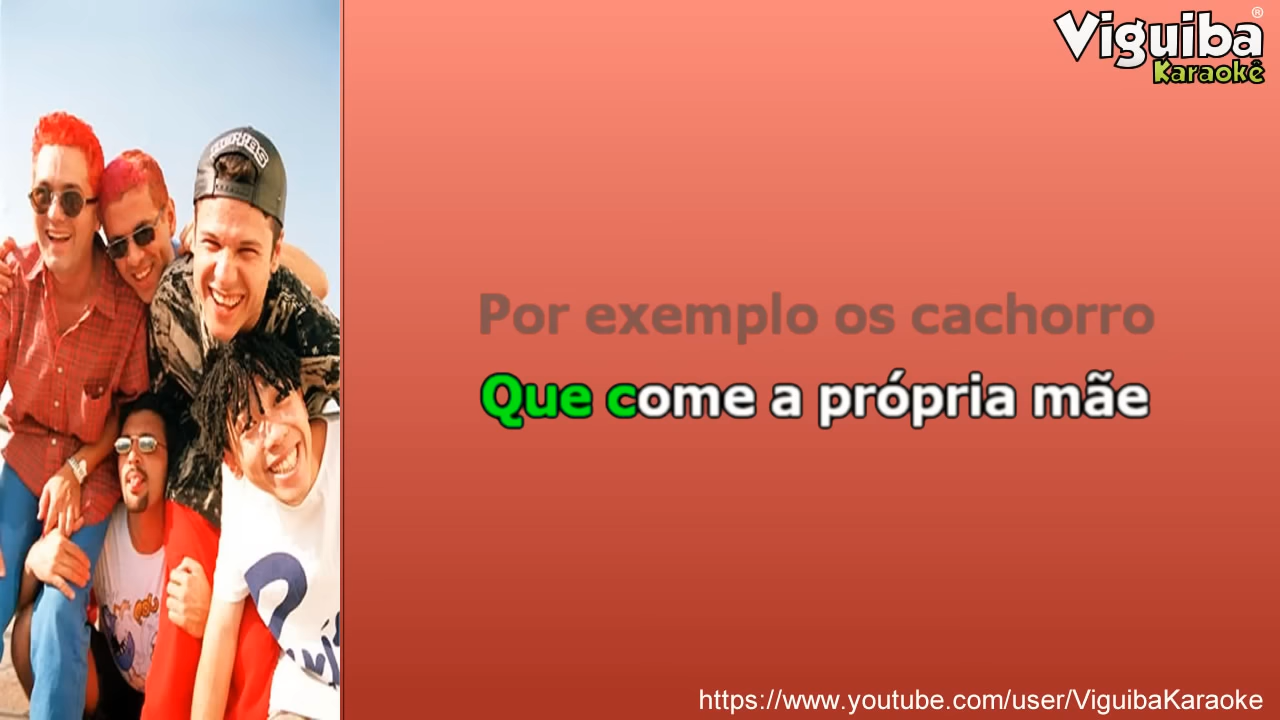 Viguiba®
Karaokê
Por exemplo os cachorro
Que come a própria mãe
https://www.youtube.com/user/ViguibaKaraoke